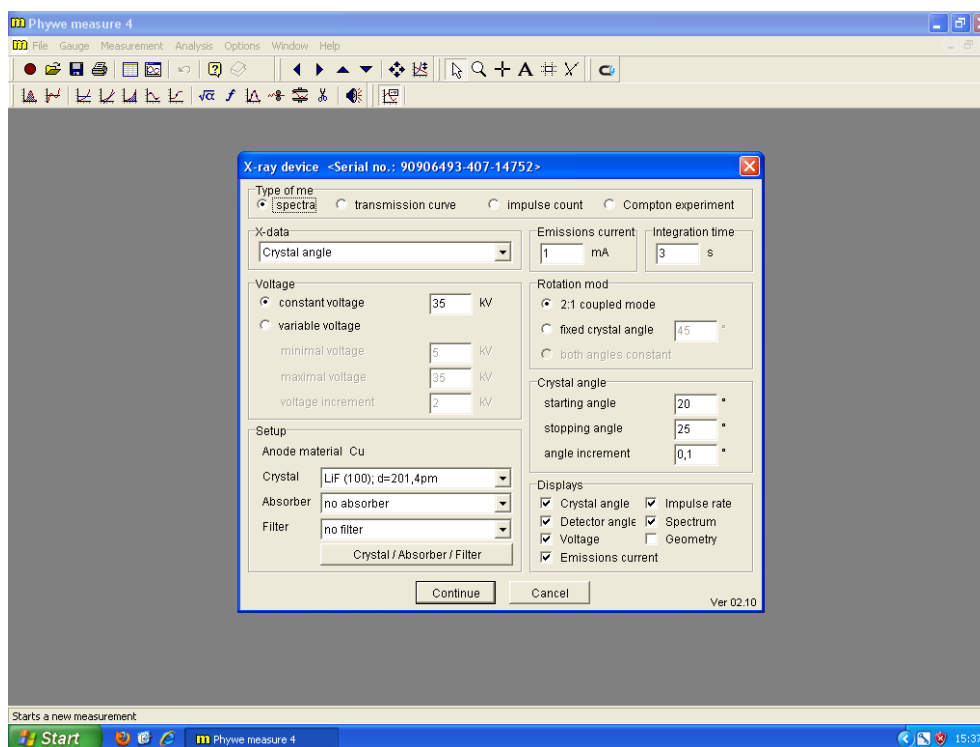 Phywe measure 4
File Gauge Measurement Analysis Options Window Help
X-ray device <Serial no.: 90906493-407-14752>
Type of me
spectra transmission curve impulse count Compton experiment
X-data
Crystal angle
Emissions current
1 mA
Integration time
3 s
Voltage
constant voltage 35 kV
variable voltage
minimal voltage 5 kV
maximal voltage 35 kV
voltage increment 2 kV
Rotation mod
2:1 coupled mode
fixed crystal angle 45 °
both angles constant
Crystal angle
starting angle 20 °
stopping angle 25 °
angle increment 0,1 °
Setup
Anode material Cu
Crystal LiF (100); d=201,4pm
Absorber no absorber
Filter no filter
Crystal / Absorber / Filter
Displays
Crystal angle Impulse rate
Detector angle Spectrum
Voltage Geometry
Emissions current
Continue Cancel
Ver 02.10
Starts a new measurement
Start Phywe measure 4